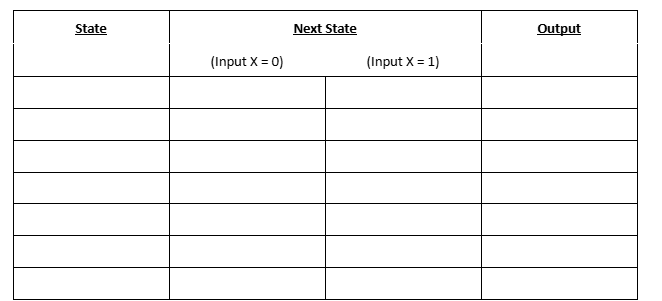 State Next State Output
(Input X = 0) (Input X = 1)